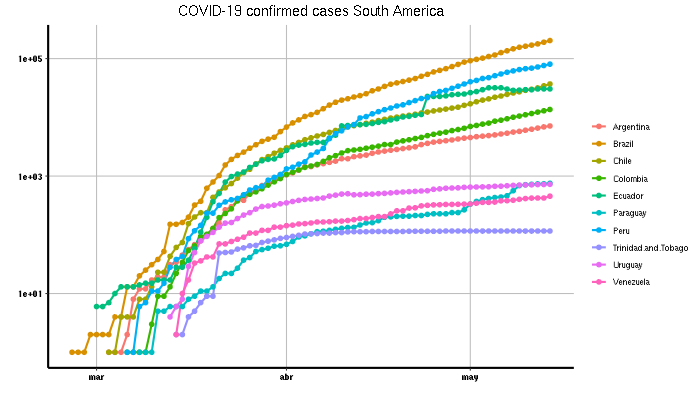 COVID-19 confirmed cases South America
1e+05
1e+03
1e+01
mar
abr
may
Argentina
Brazil
Chile
Colombia
Ecuador
Paraguay
Peru
Trinidad.and.Tobago
Uruguay
Venezuela